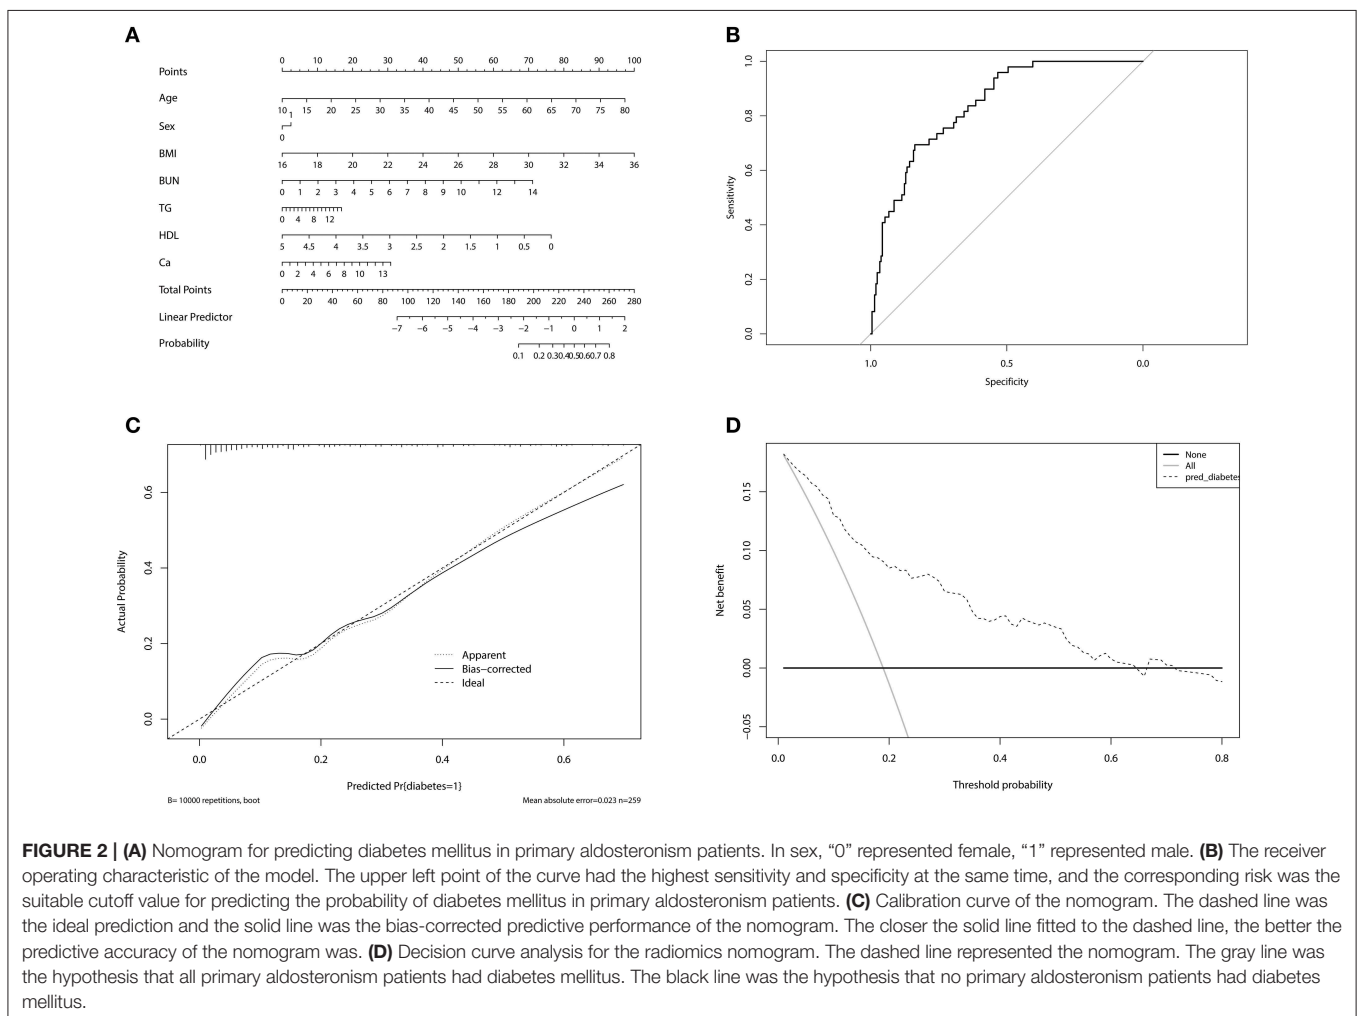 A
Points
0 10 20 30 40 50 60 70 80 90 100
Age
10 15 20 25 30 35 40 45 50 55 60 65 70 75 80
1
Sex
0
BMI
16 18 20 22 24 26 28 30 32 34 36
BUN
0 1 2 3 4 5 6 7 8 9 10 12 14
TG
0 4 8 12
HDL
5 4.5 4 3.5 3 2.5 2 1.5 1 0.5 0
Ca
0 2 4 6 8 10 13
Total Points
0 20 40 60 80 100 120 140 160 180 200 220 240 260 280
Linear Predictor
−7 −6 −5 −4 −3 −2 −1 0 1 2
Probability
0.1 0.2 0.30.40.50.60.7 0.8
B
Sensitivity
0.0 0.2 0.4 0.6 0.8 1.0
1.0 0.5 0.0
Specificity
C
Actual Probability
0.0 0.2 0.4 0.6
Apparent
Bias−corrected
Ideal
0.0 0.2 0.4 0.6
Predicted Pr{diabetes=1}
B= 10000 repetitions, boot
Mean absolute error=0.023 n=259
D
None
All
pred_diabetes
Net benefit
−0.05 0.00 0.05 0.10 0.15
0.0 0.2 0.4 0.6 0.8
Threshold probability
FIGURE 2 | (A) Nomogram for predicting diabetes mellitus in primary aldosteronism patients. In sex, “0” represented female, “1” represented male. (B) The receiver
operating characteristic of the model. The upper left point of the curve had the highest sensitivity and specificity at the same time, and the corresponding risk was the
suitable cutoff value for predicting the probability of diabetes mellitus in primary aldosteronism patients. (C) Calibration curve of the nomogram. The dashed line was
the ideal prediction and the solid line was the bias-corrected predictive performance of the nomogram. The closer the solid line fitted to the dashed line, the better the
predictive accuracy of the nomogram was. (D) Decision curve analysis for the radiomics nomogram. The dashed line represented the nomogram. The gray line was
the hypothesis that all primary aldosteronism patients had diabetes mellitus. The black line was the hypothesis that no primary aldosteronism patients had diabetes
mellitus.